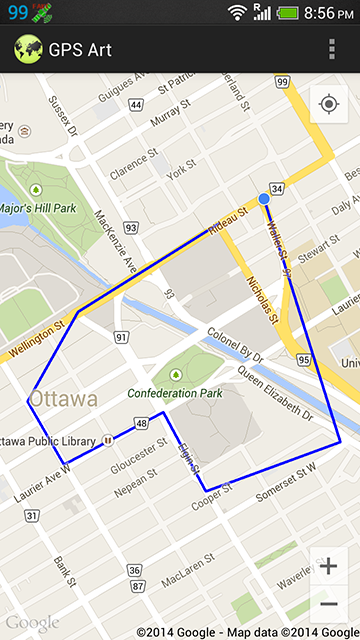 99
8:56 PM
GPS Art
Guigues Ave
St Patrick
44
Murray St
Sussex Dr
Clarence St
York St
Major's Hill Park
MacKenzie Ave
93
34
Rideau St
Daly Ave
Waller St
Stewart St
97
Nicholas St
93
Wellington St
91
Colonel By Dr
95
Queen Elizabeth Dr
Ottawa
Confederation Park
48
ttawa Public Library
Gloucester St
Elgin St
Laurier Ave W
Nepean St
Cooper St
Somerset St W
31
Bank St
MacLaren St
Waverley
36
87
Google
©2014 Google - Map data ©2014 Google